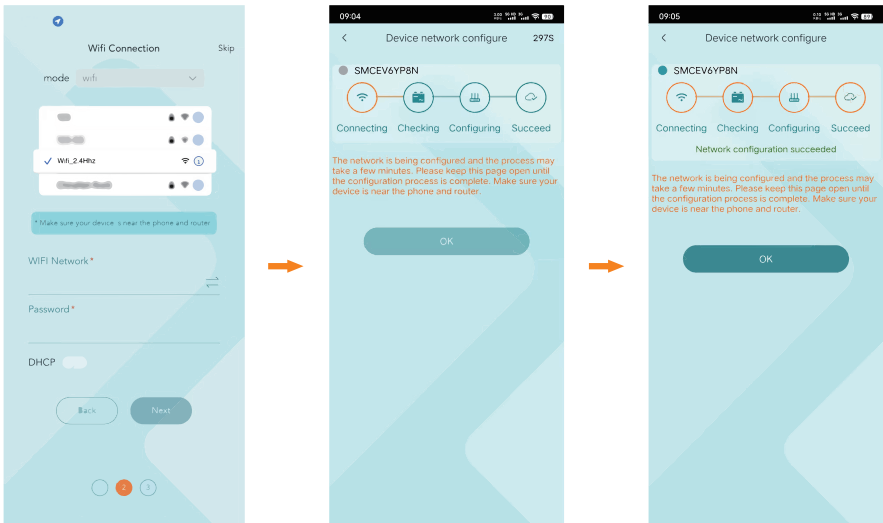 Wifi Connection
Skip
mode wifi
Wifi_2.4Hhz
* Make sure your device is near the phone and router
WIFI Network*
Password*
DHCP
Back
Next
2
3
09:04
90
Device network configure
297S
SMCEV6YP8N
Connecting Checking Configuring Succeed
The network is being configured and the process may
take a few minutes. Please keep this page open until
the configuration process is complete. Make sure your
device is near the phone and router.
OK
09:05
89
Device network configure
SMCEV6YP8N
Connecting Checking Configuring Succeed
Network configuration succeeded
The network is being configured and the process may
take a few minutes. Please keep this page open until
the configuration process is complete. Make sure your
device is near the phone and router.
OK